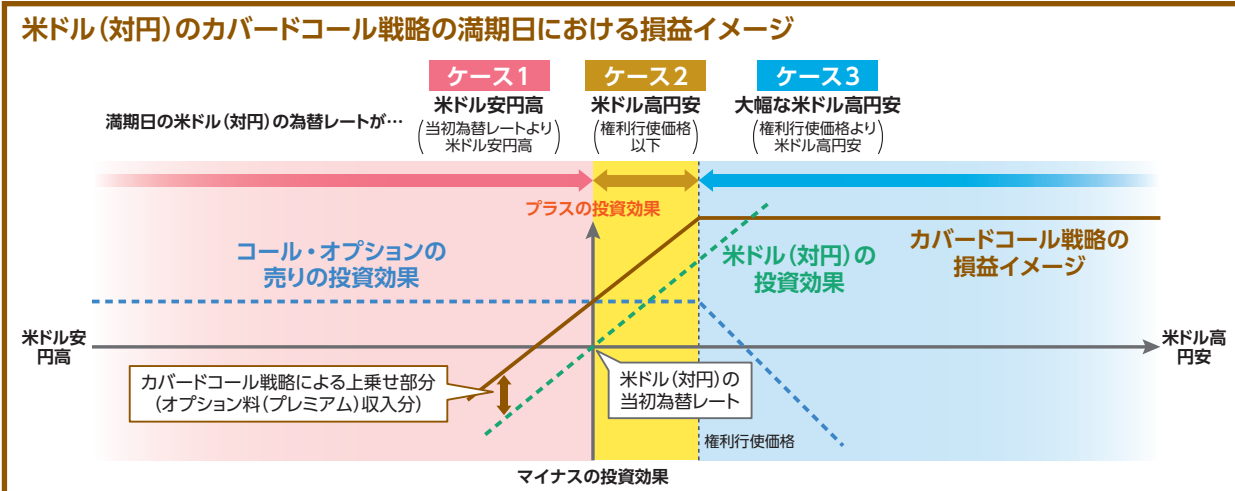 米ドル(対円)のカバードコール戦略の満期日における損益イメージ
ケース1
ケース2
ケース3
満期日の米ドル(対円)の為替レートが…
米ドル安円高
(当初為替レートより
米ドル安円高)
米ドル高円安
(権利行使価格
以下)
大幅な米ドル高円安
(権利行使価格より
米ドル高円安)
プラスの投資効果
コール・オプションの
売りの投資効果
米ドル(対円)の
投資効果
カバードコール戦略の
損益イメージ
米ドル安
円高
米ドル高
円安
カバードコール戦略による上乗せ部分
(オプション料(プレミアム)収入分)
米ドル(対円)の
当初為替レート
権利行使価格
マイナスの投資効果